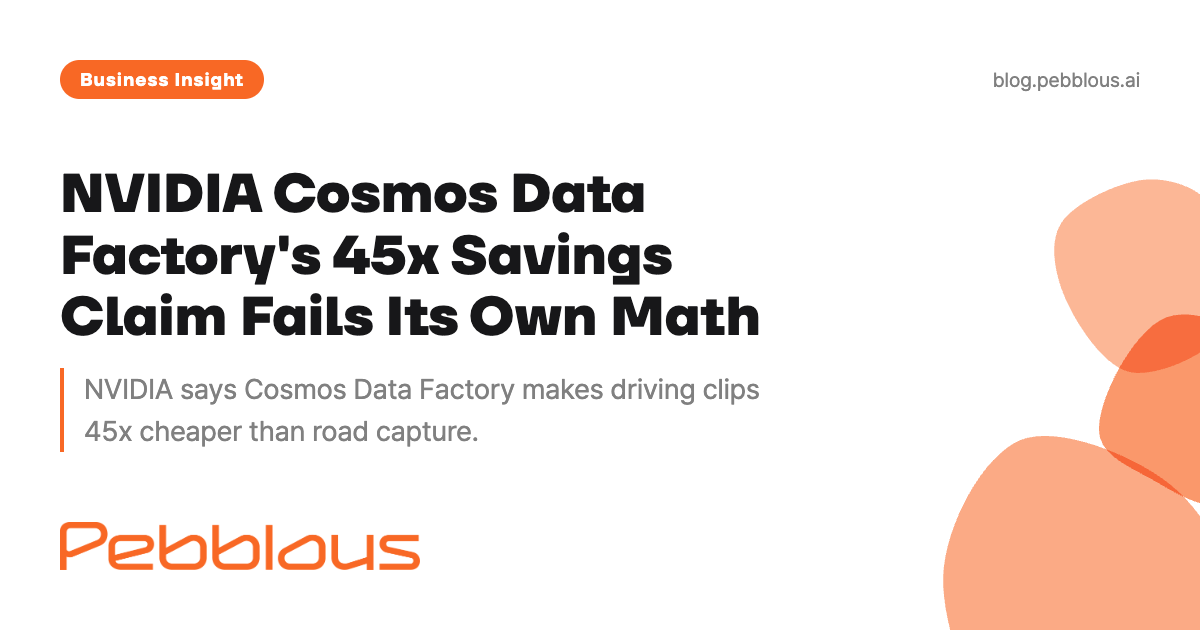 Business Insight
blog.pebblous.ai
NVIDIA Cosmos Data
Factory's 45x Savings
Claim Fails Its Own Math
NVIDIA says Cosmos Data Factory makes driving clips
45x cheaper than road capture.
Pebblous